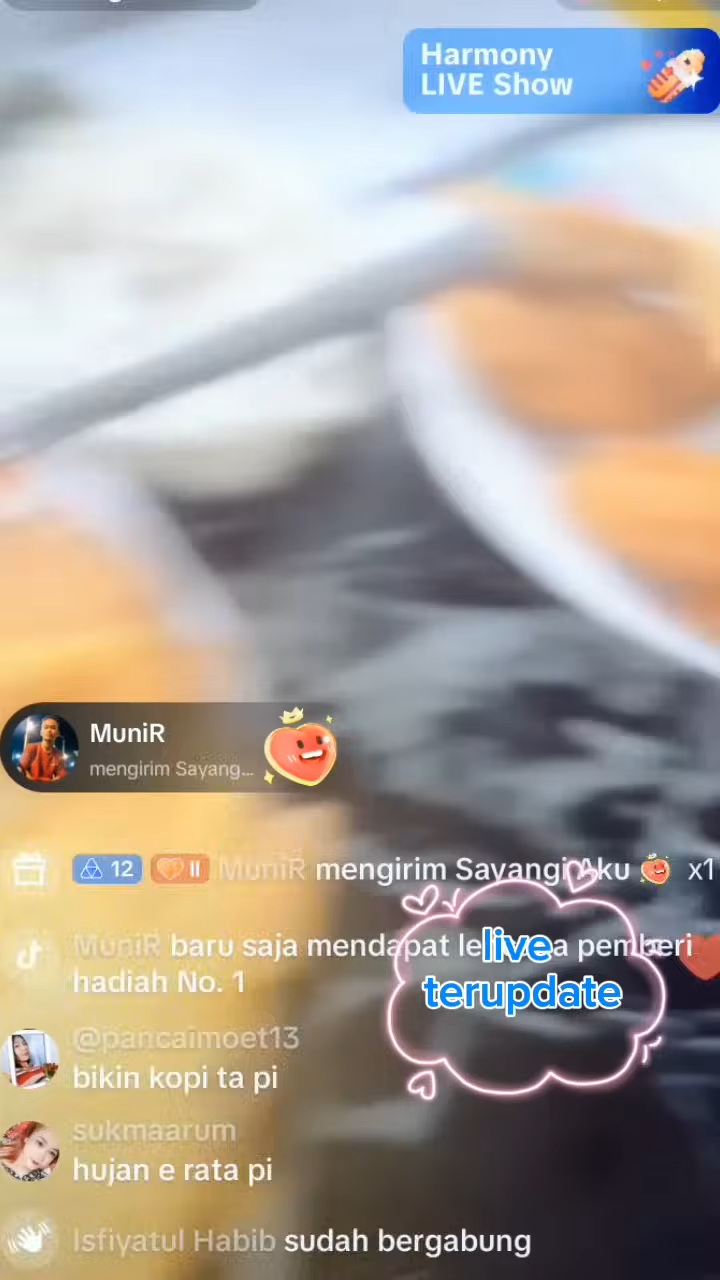 Harmony
LIVE Show
MuniR
mengirim Sayang...
12 II MuniR mengirim Sayangi Aku x1
MuniR baru saja mendapat pemberi
hadiah No. 1
live
terupdate
@pancaimoet13
bikin kopi ta pi
sukmaarum
hujan e rata pi
Isfiyatul Habib sudah bergabung